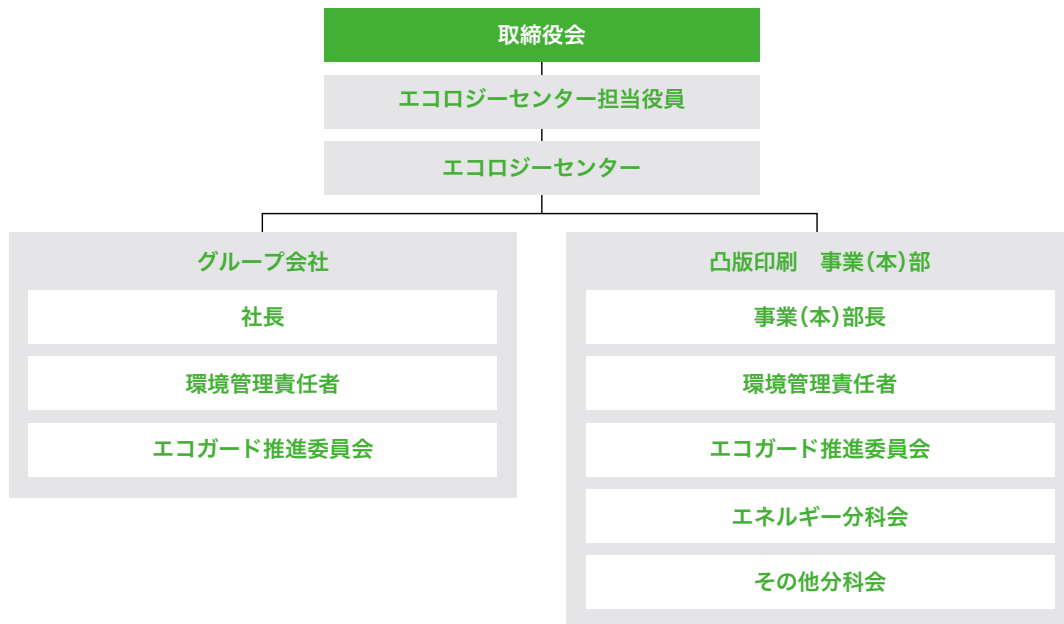 取締役会
エコロジーセンター担当役員
エコロジーセンター
グループ会社
社長
環境管理責任者
エコガード推進委員会
凸版印刷　事業(本)部
事業(本)部長
環境管理責任者
エコガード推進委員会
エネルギー分科会
その他分科会